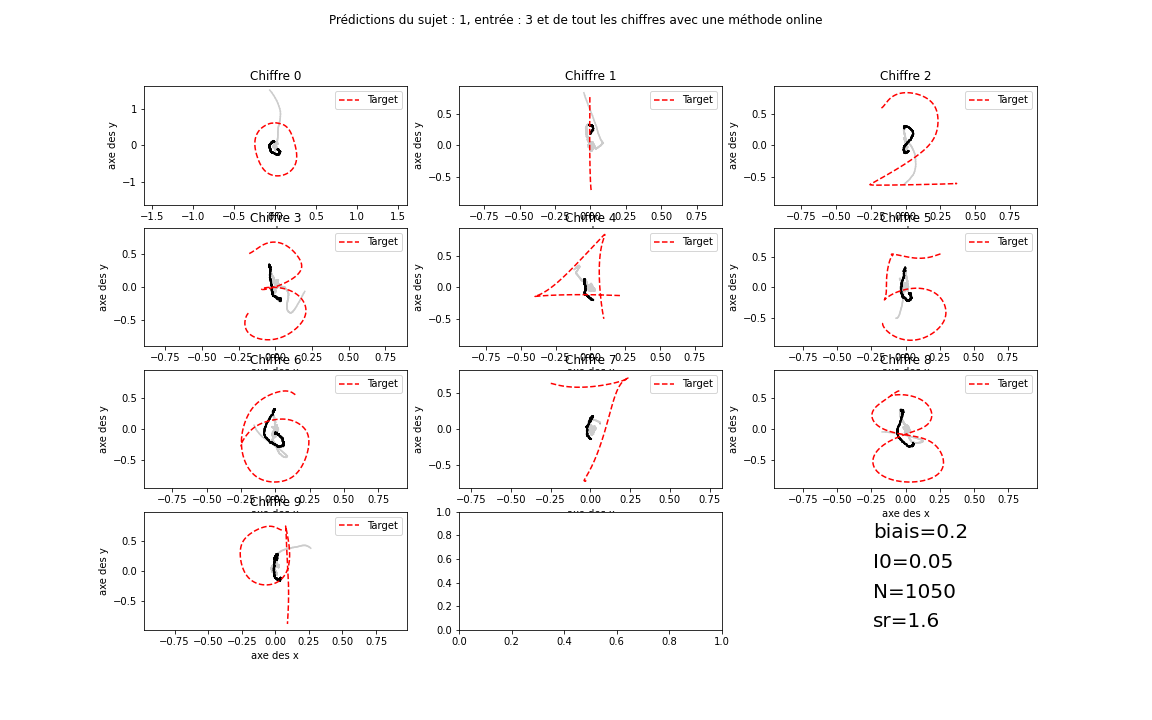 Prédictions du sujet : 1, entrée : 3 et de tout les chiffres avec une méthode online
Chiffre 0
Chiffre 1
Chiffre 2
Target
Target
Target
axe des y
axe des y
axe des y
1
0
−1
0.5
0.0
−0.5
0.5
0.0
−0.5
−1.5 −1.0 −0.5 0.0 0.5 1.0 1.5
−0.75 −0.50 −0.25 0.00 0.25 0.50 0.75
−0.75 −0.50 −0.25 0.00 0.25 0.50 0.75
Chiffre 3
Chiffre 4
Chiffre 5
Target
Target
Target
axe des y
axe des y
axe des y
0.5
0.0
−0.5
0.5
0.0
−0.5
0.5
0.0
−0.5
−0.75 −0.50 −0.25 0.00 0.25 0.50 0.75
−0.75 −0.50 −0.25 0.00 0.25 0.50 0.75
−0.75 −0.50 −0.25 0.00 0.25 0.50 0.75
Chiffre 6
Chiffre 7
Chiffre 8
Target
Target
Target
axe des y
axe des y
axe des y
0.5
0.0
−0.5
0.5
0.0
−0.5
0.5
0.0
−0.5
−0.75 −0.50 −0.25 0.00 0.25 0.50 0.75
−0.75 −0.50 −0.25 0.00 0.25 0.50 0.75
−0.75 −0.50 −0.25 0.00 0.25 0.50 0.75
axe des x
Chiffre 9
Target
axe des y
0.5
0.0
−0.5
−0.75 −0.50 −0.25 0.00 0.25 0.50 0.75
axe des x
1.0
0.8
0.6
0.4
0.2
0.0
0.0 0.2 0.4 0.6 0.8 1.0
biais=0.2
I0=0.05
N=1050
sr=1.6